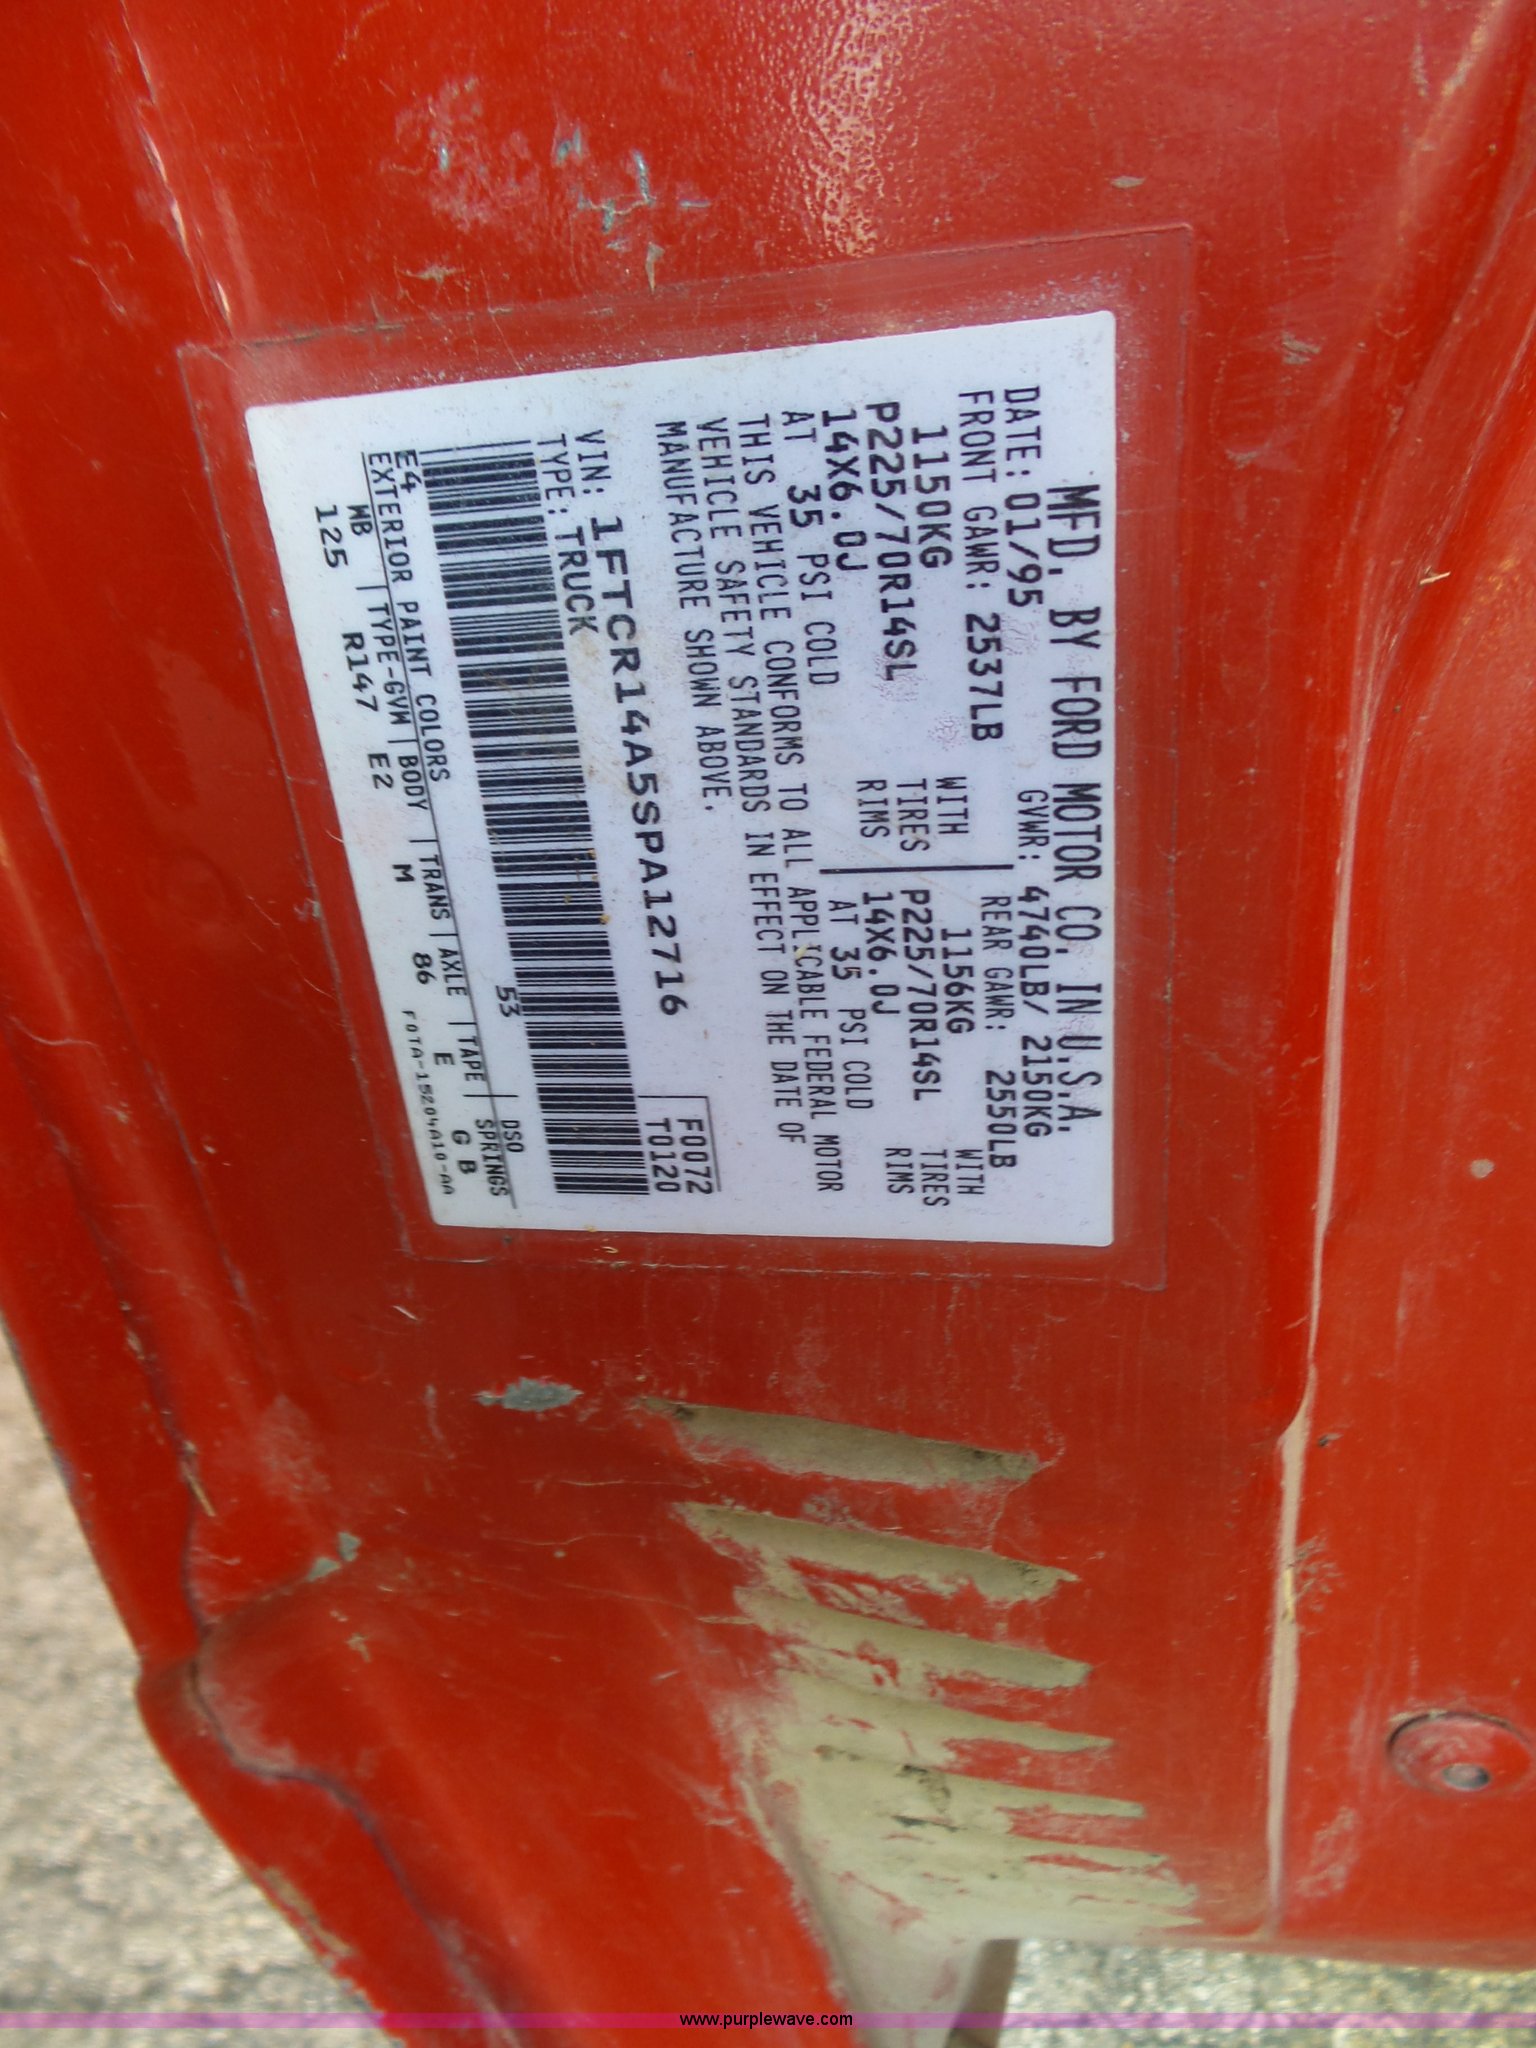 MFD. BY FORD MOTOR CO. IN U.S.A.
DATE: 01/95 GVWR: 4740LB/ 2150KG
FRONT GAWR: 2537LB REAR GAWR: 2550LB
1150KG WITH 1156KG WITH
P225/70R14SL TIRES P225/70R14SL TIRES
14X6.0J RIMS 14X6.0J RIMS
AT 35 PSI COLD AT 35 PSI COLD
THIS VEHICLE CONFORMS TO ALL APPLICABLE FEDERAL MOTOR
VEHICLE SAFETY STANDARDS IN EFFECT ON THE DATE OF
MANUFACTURE SHOWN ABOVE.
F0072
T0120
VIN: 1FTCR14A5SPA12716
TYPE: TRUCK
E4 53
EXTERIOR PAINT COLORS DSO
WB | TYPE-GVM | BODY | TRANS | AXLE | TAPE | SPRINGS
125 R147 E2 M 86 E G B
F0TA-15204A10-AA
www.purplewave.com